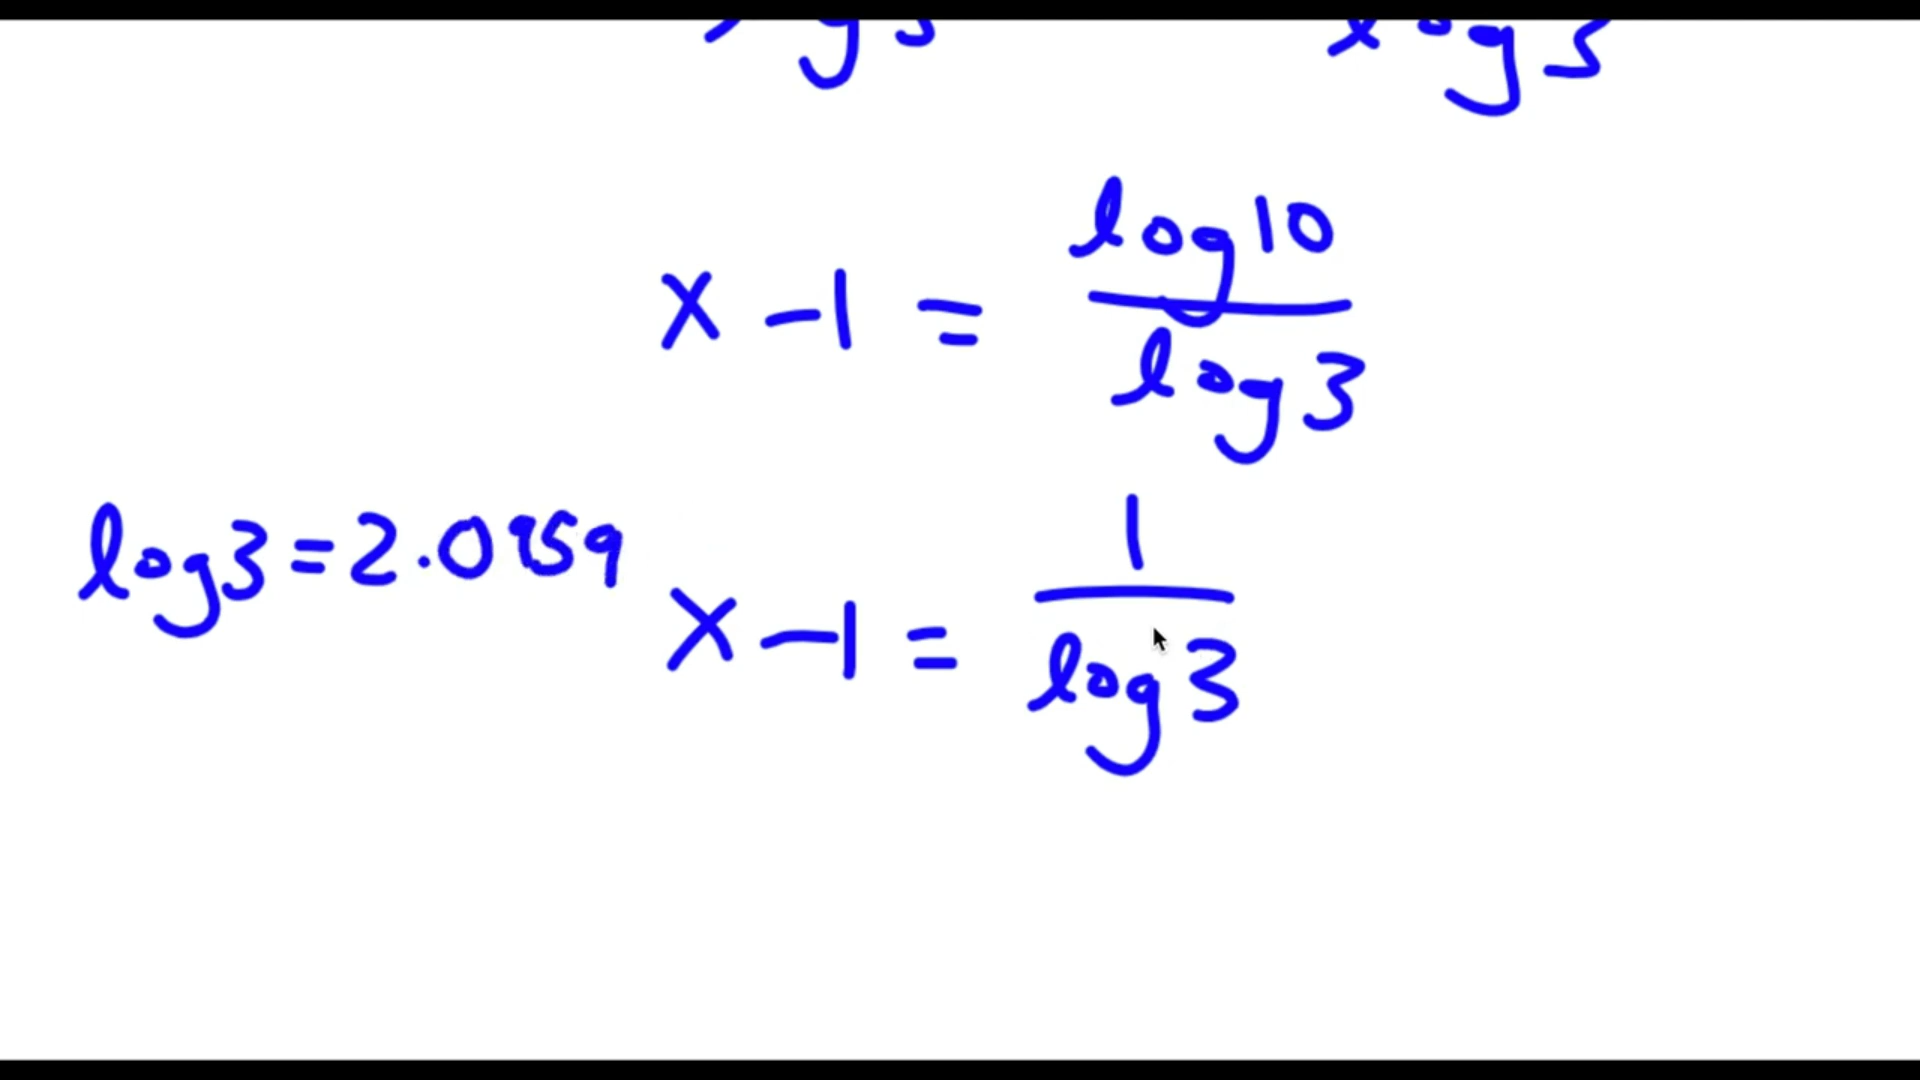 x - 1 = log10 / log3
log3 = 2.0959
x - 1 = 1 / log3